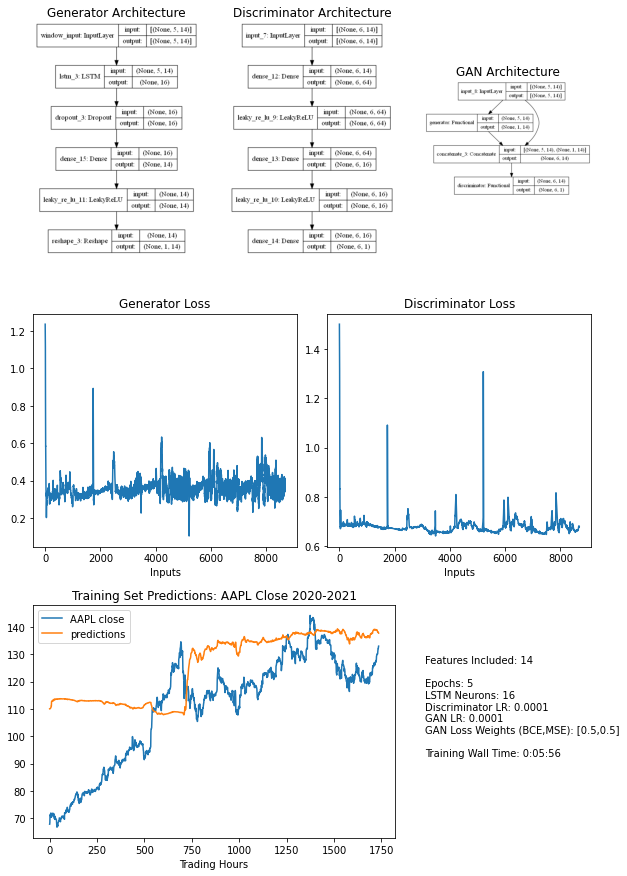 Generator Architecture
window_input: InputLayer input: [(None, 5, 14)]
output: [(None, 5, 14)]
lstm_3: LSTM input: (None, 5, 14)
output: (None, 16)
dropout_3: Dropout input: (None, 16)
output: (None, 16)
dense_15: Dense input: (None, 16)
output: (None, 14)
leaky_re_lu_11: LeakyReLU input: (None, 14)
output: (None, 14)
reshape_3: Reshape input: (None, 14)
output: (None, 1, 14)
Discriminator Architecture
input_7: InputLayer input: [(None, 6, 14)]
output: [(None, 6, 14)]
dense_12: Dense input: (None, 6, 14)
output: (None, 6, 64)
leaky_re_lu_9: LeakyReLU input: (None, 6, 64)
output: (None, 6, 64)
dense_13: Dense input: (None, 6, 64)
output: (None, 6, 16)
leaky_re_lu_10: LeakyReLU input: (None, 6, 16)
output: (None, 6, 16)
dense_14: Dense input: (None, 6, 16)
output: (None, 6, 1)
GAN Architecture
input_8: InputLayer input: [(None, 5, 14)]
output: [(None, 5, 14)]
generator: Functional input: (None, 5, 14)
output: (None, 1, 14)
concatenate_3: Concatenate input: [(None, 5, 14), (None, 1, 14)]
output: (None, 6, 14)
discriminator: Functional input: (None, 6, 14)
output: (None, 6, 1)
Generator Loss
1.2
1.0
0.8
0.6
0.4
0.2
0 2000 4000 6000 8000
Inputs
Discriminator Loss
1.4
1.2
1.0
0.8
0.6
0 2000 4000 6000 8000
Inputs
Training Set Predictions: AAPL Close 2020-2021
AAPL close
predictions
140
130
120
110
100
90
80
70
0 250 500 750 1000 1250 1500 1750
Trading Hours
Features Included: 14
Epochs: 5
LSTM Neurons: 16
Discriminator LR: 0.0001
GAN LR: 0.0001
GAN Loss Weights (BCE,MSE): [0.5,0.5]
Training Wall Time: 0:05:56